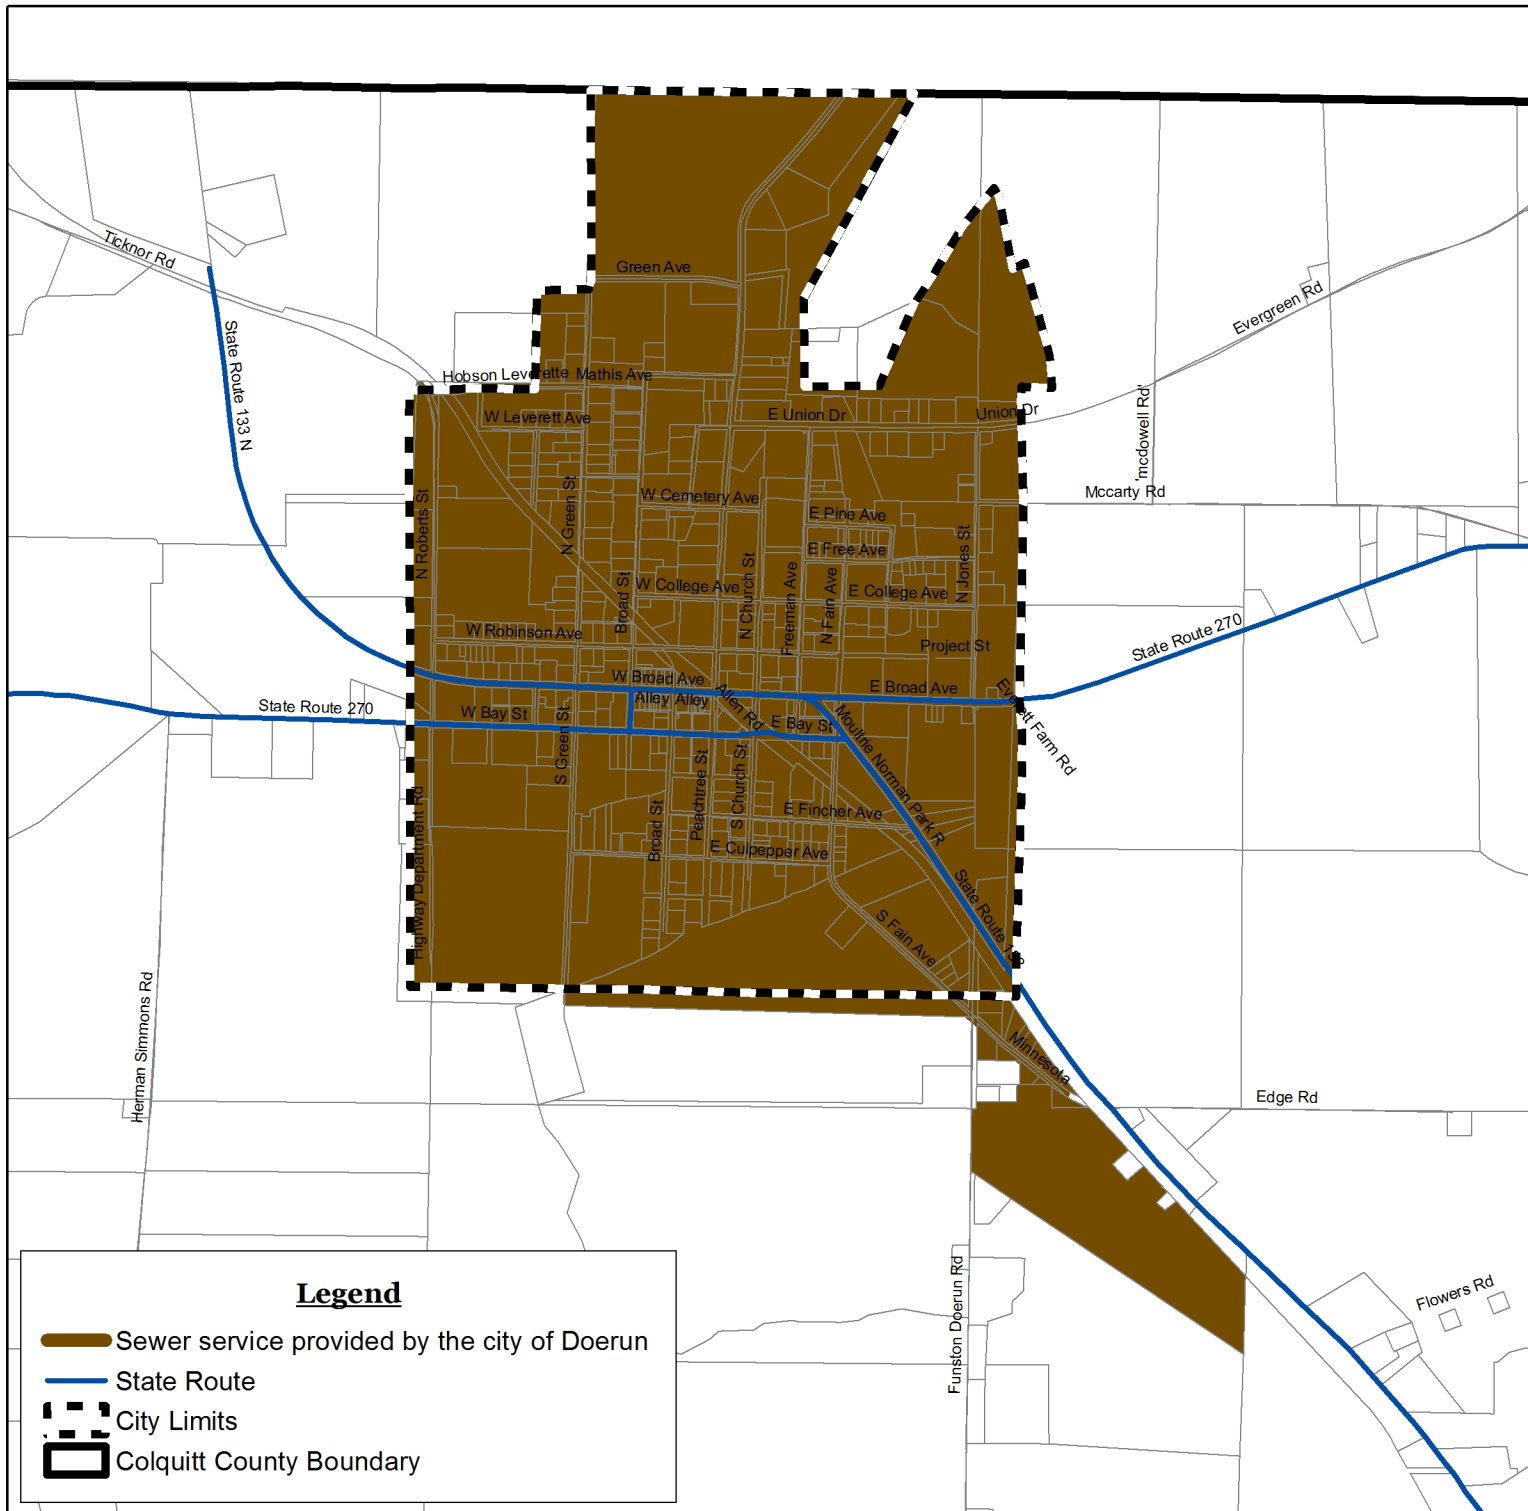 Ticknor Rd
Green Ave
State Route 133 N
Evergreen Rd
Hobson Leverette
Mathis Ave
W Leverett Ave
E Union Dr
Union Dr
'mcdowell Rd'
Mccarty Rd
W Cemetery Ave
N Roberts St
N Green St
E Pine Ave
E Free Ave
N Jones St
W College Ave
Broad St
N Church St
Freeman Ave
N Fain Ave
E College Ave
W Robinson Ave
Project St
State Route 270
W Broad Ave
E Broad Ave
Alley Alley
Allen Rd
Everett Farm Rd
State Route 270
W Bay St
E Bay St
S Green St
Moultrie Norman Park R
Peachtree St
S Church St
Broad St
E Fincher Ave
E Culpepper Ave
Highway Department Rd
S Fain Ave
State Route 133
Herman Simmons Rd
Minnesota
Edge Rd
Funston Doerun Rd
Flowers Rd
Legend
Sewer service provided by the city of Doerun
State Route
City Limits
Colquitt County Boundary